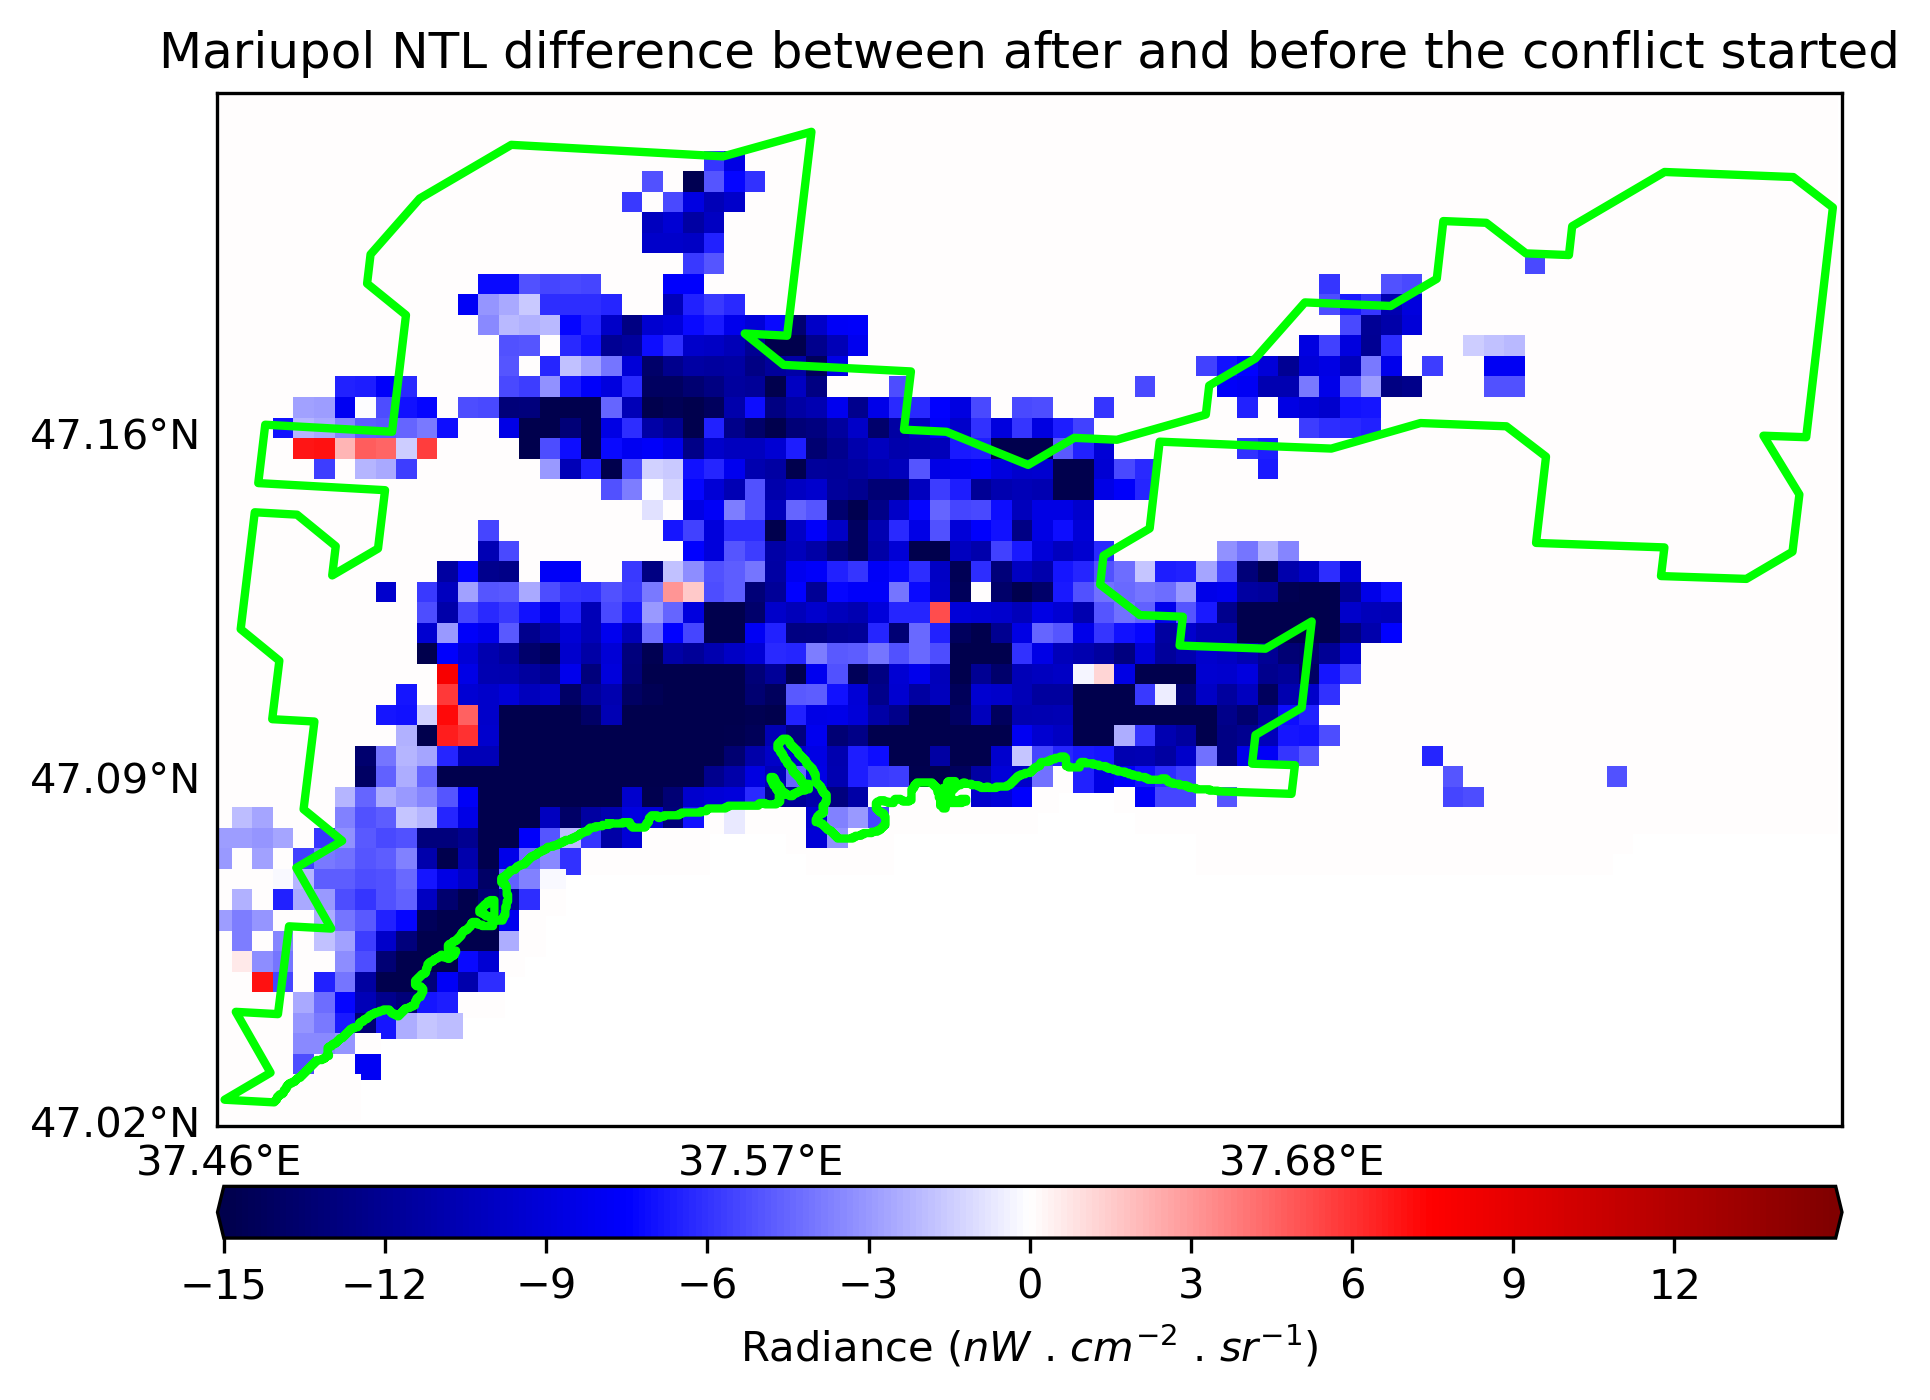 Mariupol NTL difference between after and before the conflict started
47.16°N
47.09°N
47.02°N
37.46°E 37.57°E 37.68°E
−15 −12 −9 −6 −3 0 3 6 9 12
Radiance (nW . cm⁻² . sr⁻¹)